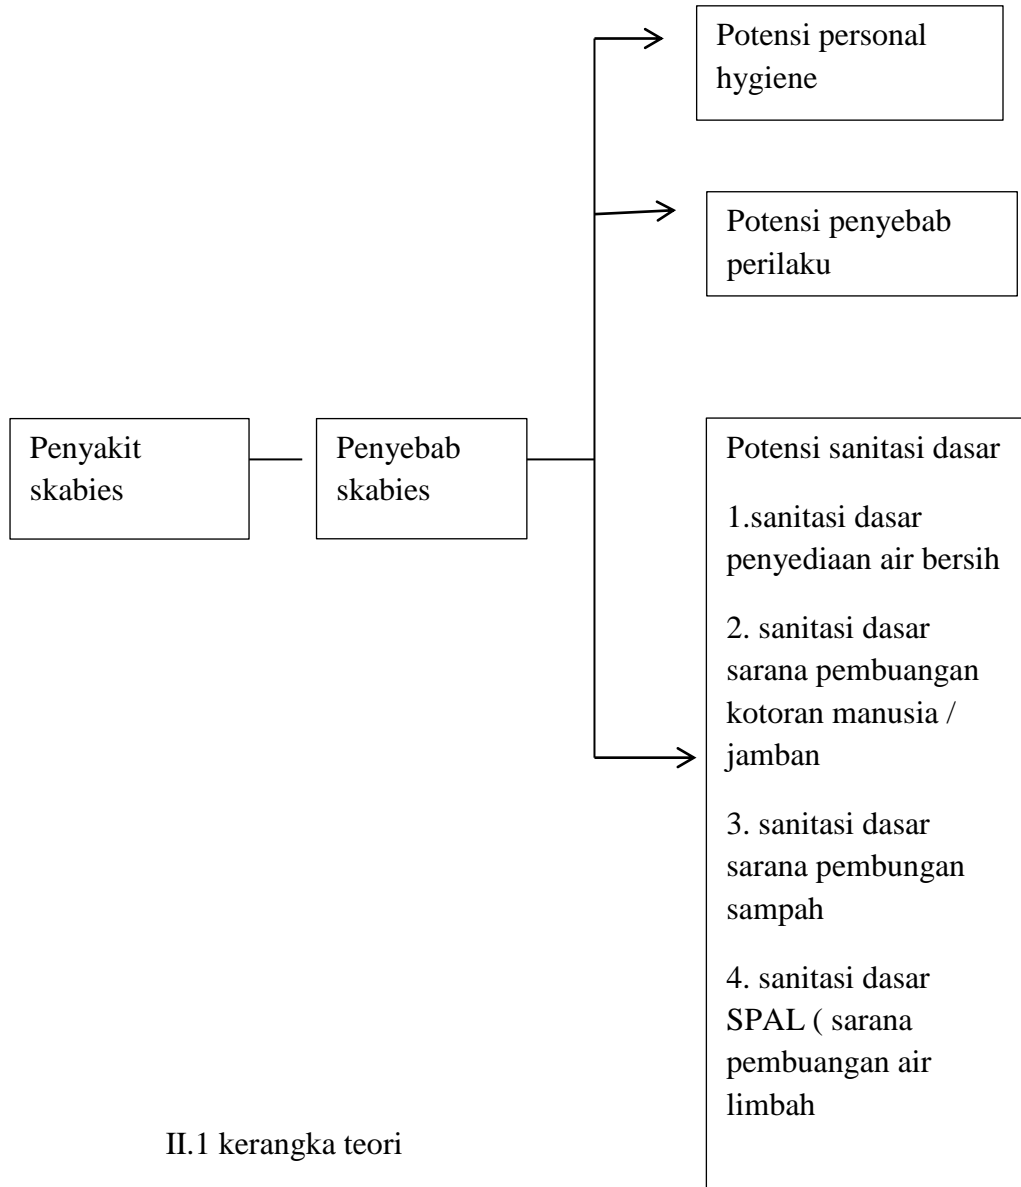 Potensi personal
hygiene
Potensi penyebab
perilaku
Penyakit
skabies
Penyebab
skabies
Potensi sanitasi dasar
1.sanitasi dasar
penyediaan air bersih
2. sanitasi dasar
sarana pembuangan
kotoran manusia /
jamban
3. sanitasi dasar
sarana pembungan
sampah
4. sanitasi dasar
SPAL ( sarana
pembuangan air
limbah
II.1 kerangka teori